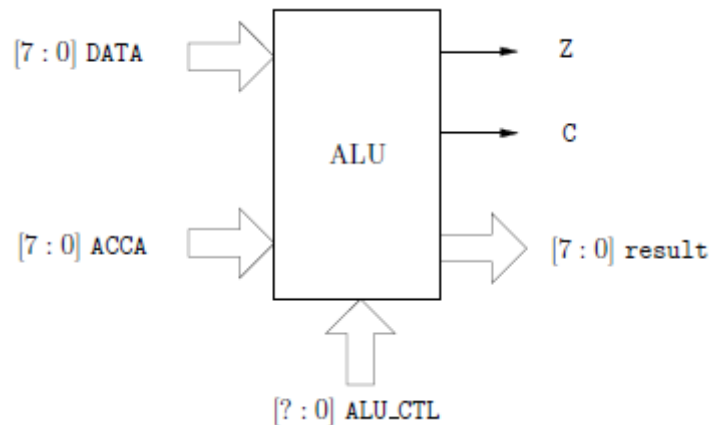 [7 : 0] DATA
Z
C
ALU
[7 : 0] ACCA
[7 : 0] result
[? : 0] ALU_CTL